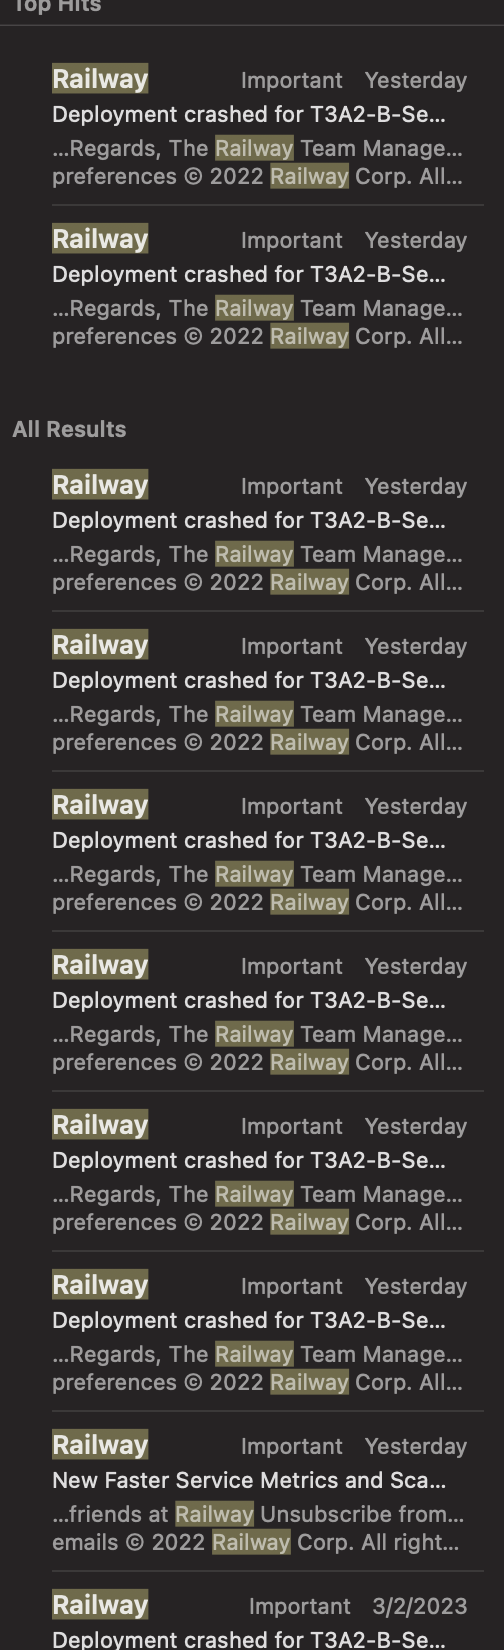 Top Hits
Railway Important Yesterday
Deployment crashed for T3A2-B-Se...
...Regards, The Railway Team Manage...
preferences © 2022 Railway Corp. All...
Railway Important Yesterday
Deployment crashed for T3A2-B-Se...
...Regards, The Railway Team Manage...
preferences © 2022 Railway Corp. All...
All Results
Railway Important Yesterday
Deployment crashed for T3A2-B-Se...
...Regards, The Railway Team Manage...
preferences © 2022 Railway Corp. All...
Railway Important Yesterday
Deployment crashed for T3A2-B-Se...
...Regards, The Railway Team Manage...
preferences © 2022 Railway Corp. All...
Railway Important Yesterday
Deployment crashed for T3A2-B-Se...
...Regards, The Railway Team Manage...
preferences © 2022 Railway Corp. All...
Railway Important Yesterday
Deployment crashed for T3A2-B-Se...
...Regards, The Railway Team Manage...
preferences © 2022 Railway Corp. All...
Railway Important Yesterday
Deployment crashed for T3A2-B-Se...
...Regards, The Railway Team Manage...
preferences © 2022 Railway Corp. All...
Railway Important Yesterday
Deployment crashed for T3A2-B-Se...
...Regards, The Railway Team Manage...
preferences © 2022 Railway Corp. All...
Railway Important Yesterday
New Faster Service Metrics and Sca...
...friends at Railway Unsubscribe from...
emails © 2022 Railway Corp. All right...
Railway Important 3/2/2023
Deployment crashed for T3A2-B-Se...